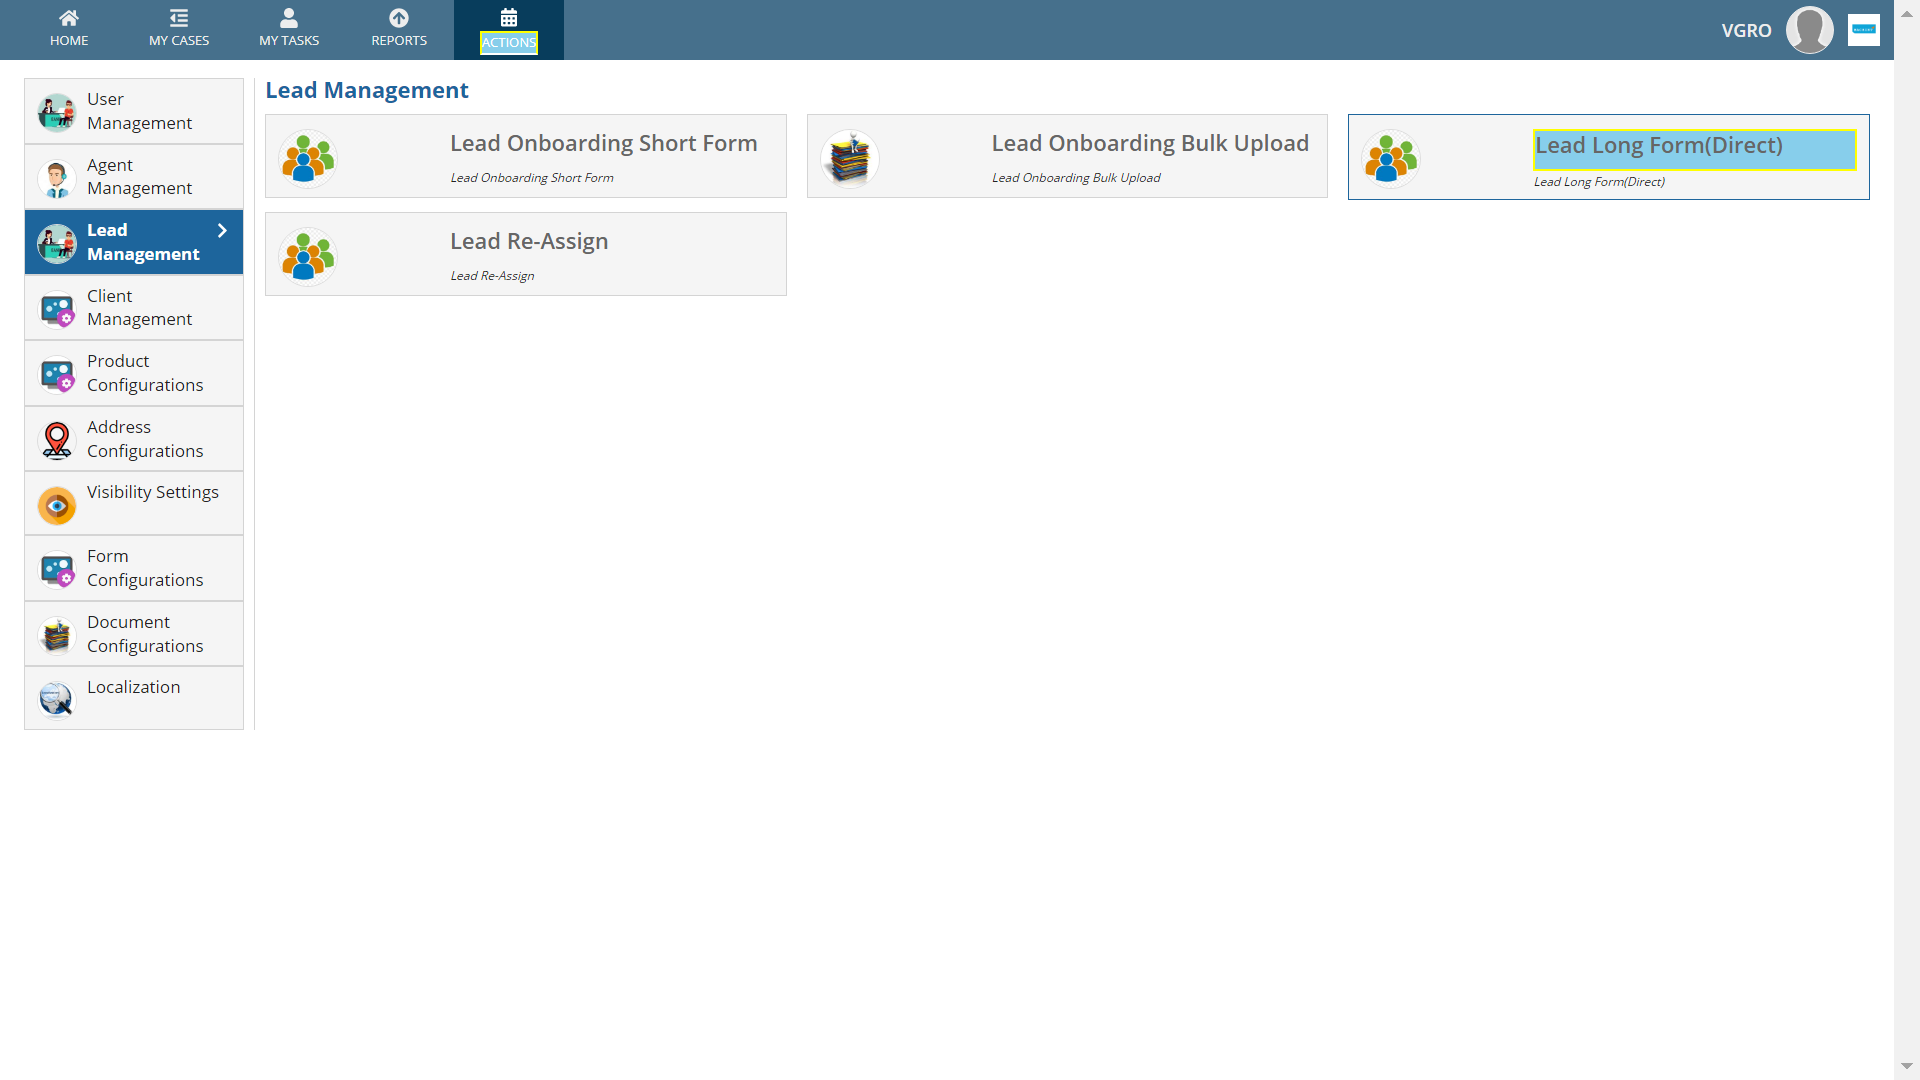 HOME
MY CASES
MY TASKS
REPORTS
ACTIONS
VGRO
User
Management
Agent
Management
Lead
Management
Client
Management
Product
Configurations
Address
Configurations
Visibility Settings
Form
Configurations
Document
Configurations
Localization
Lead Management
Lead Onboarding Short Form
Lead Onboarding Short Form
Lead Onboarding Bulk Upload
Lead Onboarding Bulk Upload
Lead Long Form(Direct)
Lead Long Form(Direct)
Lead Re-Assign
Lead Re-Assign